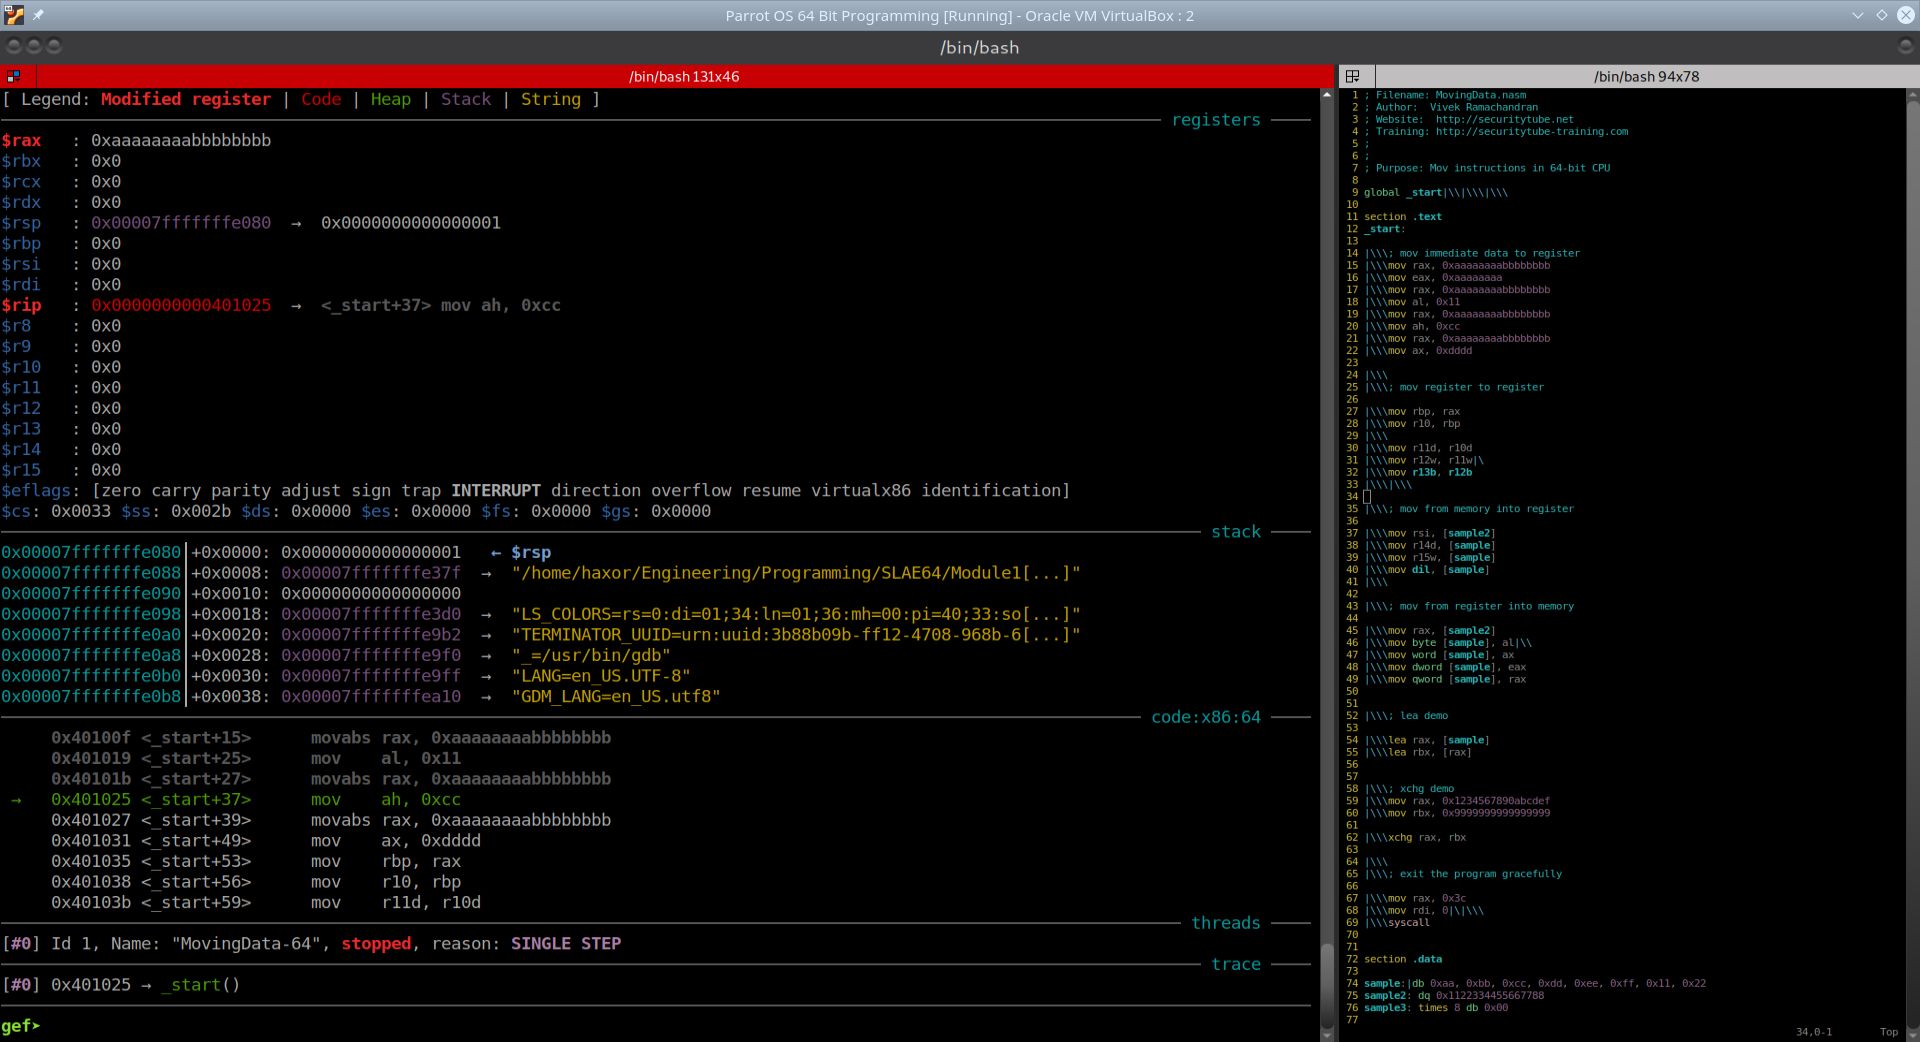 Parrot OS 64 Bit Programming [Running] - Oracle VM VirtualBox : 2
/bin/bash
/bin/bash 131x46
[ Legend: Modified register | Code | Heap | Stack | String ]
registers
$rax   : 0xaaaaaaaabbbbbbbb
$rbx   : 0x0
$rcx   : 0x0
$rdx   : 0x0
$rsp   : 0x00007fffffffe080  →  0x0000000000000001
$rbp   : 0x0
$rsi   : 0x0
$rdi   : 0x0
$rip   : 0x0000000000401025  →  <_start+37> mov ah, 0xcc
$r8    : 0x0
$r9    : 0x0
$r10   : 0x0
$r11   : 0x0
$r12   : 0x0
$r13   : 0x0
$r14   : 0x0
$r15   : 0x0
$eflags: [zero carry parity adjust sign trap INTERRUPT direction overflow resume virtualx86 identification]
$cs: 0x0033 $ss: 0x002b $ds: 0x0000 $es: 0x0000 $fs: 0x0000 $gs: 0x0000
stack
0x00007fffffffe080│+0x0000: 0x0000000000000001   ← $rsp
0x00007fffffffe088│+0x0008: 0x00007fffffffe37f  →  "/home/haxor/Engineering/Programming/SLAE64/Module1[...]"
0x00007fffffffe090│+0x0010: 0x0000000000000000
0x00007fffffffe098│+0x0018: 0x00007fffffffe3d0  →  "LS_COLORS=rs=0:di=01;34:ln=01;36:mh=00:pi=40;33:so[...]"
0x00007fffffffe0a0│+0x0020: 0x00007fffffffe9b2  →  "TERMINATOR_UUID=urn:uuid:3b88b09b-ff12-4708-968b-6[...]"
0x00007fffffffe0a8│+0x0028: 0x00007fffffffe9f0  →  "_=/usr/bin/gdb"
0x00007fffffffe0b0│+0x0030: 0x00007fffffffe9ff  →  "LANG=en_US.UTF-8"
0x00007fffffffe0b8│+0x0038: 0x00007fffffffea10  →  "GDM_LANG=en_US.utf8"
code:x86:64
0x40100f <_start+15>      movabs rax, 0xaaaaaaaabbbbbbbb
0x401019 <_start+25>      mov    al, 0x11
0x40101b <_start+27>      movabs rax, 0xaaaaaaaabbbbbbbb
→   0x401025 <_start+37>      mov    ah, 0xcc
0x401027 <_start+39>      movabs rax, 0xaaaaaaaabbbbbbbb
0x401031 <_start+49>      mov    ax, 0xdddd
0x401035 <_start+53>      mov    rbp, rax
0x401038 <_start+56>      mov    r10, rbp
0x40103b <_start+59>      mov    r11d, r10d
threads
[#0] Id 1, Name: "MovingData-64", stopped, reason: SINGLE STEP
trace
[#0] 0x401025 → _start()
gef➤
/bin/bash 94x78
1 ; Filename: MovingData.nasm
2 ; Author:  Vivek Ramachandran
3 ; Website:  http://securitytube.net
4 ; Training: http://securitytube-training.com
5 ;
6 ;
7 ; Purpose: Mov instructions in 64-bit CPU
8
9 global _start|\\|\\\|\\\
10
11 section .text
12 _start:
13
14 |\\\; mov immediate data to register
15 |\\\mov rax, 0xaaaaaaaabbbbbbbb
16 |\\\mov eax, 0xaaaaaaaa
17 |\\\mov rax, 0xaaaaaaaabbbbbbbb
18 |\\\mov al, 0x11
19 |\\\mov rax, 0xaaaaaaaabbbbbbbb
20 |\\\mov ah, 0xcc
21 |\\\mov rax, 0xaaaaaaaabbbbbbbb
22 |\\\mov ax, 0xdddd
23
24 |\\\
25 |\\\; mov register to register
26
27 |\\\mov rbp, rax
28 |\\\mov r10, rbp
29 |\\\
30 |\\\mov r11d, r10d
31 |\\\mov r12w, r11w|\
32 |\\\mov r13b, r12b
33 |\\\|\\\
34
35 |\\\; mov from memory into register
36
37 |\\\mov rsi, [sample2]
38 |\\\mov r14d, [sample]
39 |\\\mov r15w, [sample]
40 |\\\mov dil, [sample]
41 |\\\
42
43 |\\\; mov from register into memory
44
45 |\\\mov rax, [sample2]
46 |\\\mov byte [sample], al|\\
47 |\\\mov word [sample], ax
48 |\\\mov dword [sample], eax
49 |\\\mov qword [sample], rax
50
51
52 |\\\; lea demo
53
54 |\\\lea rax, [sample]
55 |\\\lea rbx, [rax]
56
57
58 |\\\; xchg demo
59 |\\\mov rax, 0x1234567890abcdef
60 |\\\mov rbx, 0x9999999999999999
61
62 |\\\xchg rax, rbx
63
64 |\\\
65 |\\\; exit the program gracefully
66
67 |\\\mov rax, 0x3c
68 |\\\mov rdi, 0|\|\\\
69 |\\\syscall
70
71
72 section .data
73
74 sample:|db 0xaa, 0xbb, 0xcc, 0xdd, 0xee, 0xff, 0x11, 0x22
75 sample2: dq 0x1122334455667788
76 sample3: times 8 db 0x00
77
34,0-1 Top